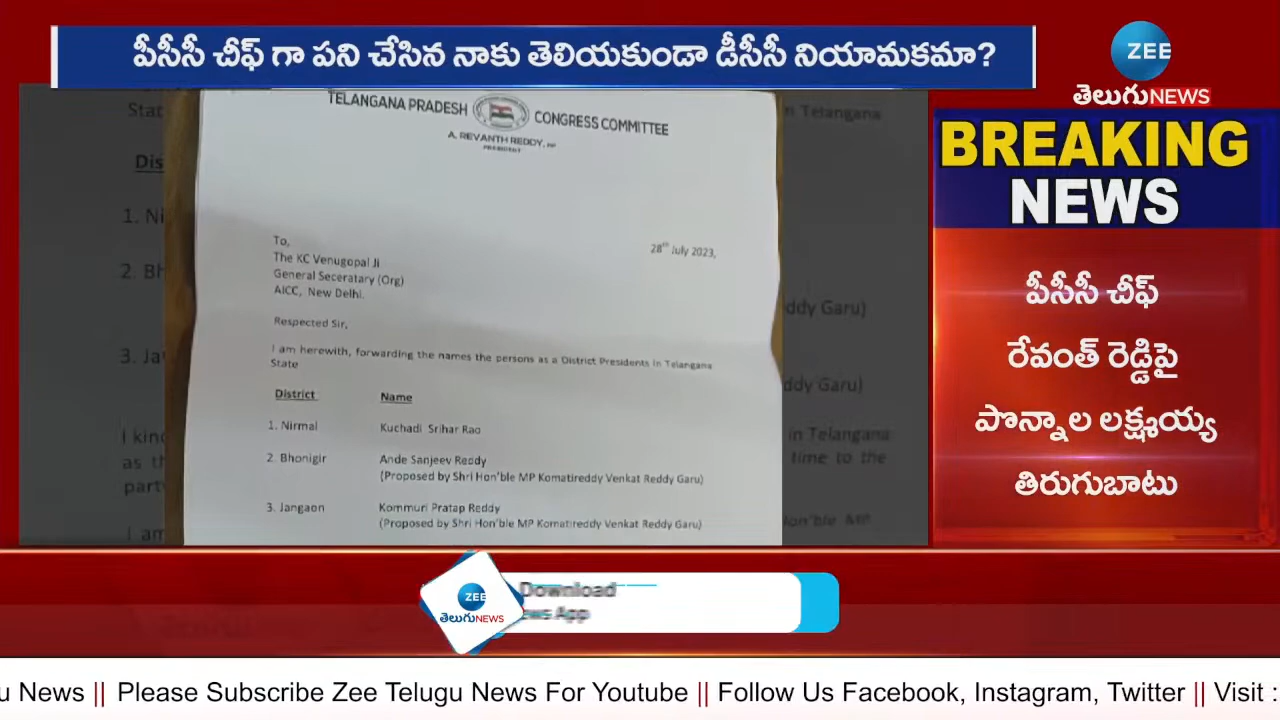 పీసీసీ చీఫ్ గా పని చేసిన నాకు తెలియకుండా డీసీసీ నియామకమా?
ZEE
తెలుగు NEWS
BREAKING
NEWS
పీసీసీ చీఫ్
రేవంత్ రెడ్డిపై
పొన్నాల లక్ష్మయ్య
తిరుగుబాటు
TELANGANA PRADESH CONGRESS COMMITTEE
A. REVANTH REDDY, MP
PRESIDENT
28th July 2023,
To,
The KC Venugopal Ji
General Seceratary (Org)
AICC, New Delhi.
Respected Sir,
I am herewith, forwarding the names the persons as a District Presidents in Telangana
State
District Name
1. Nirmal Kuchadi Srihar Rao
2. Bhonigir Ande Sanjeev Reddy
(Proposed by Shri Hon'ble MP Komatireddy Venkat Reddy Garu)
3. Jangaon Kommuri Pratap Reddy
(Proposed by Shri Hon'ble MP Komatireddy Venkat Reddy Garu)
ZEE
తెలుగు NEWS
Download
ews App
u News || Please Subscribe Zee Telugu News For Youtube || Follow Us Facebook, Instagram, Twitter || Visit :